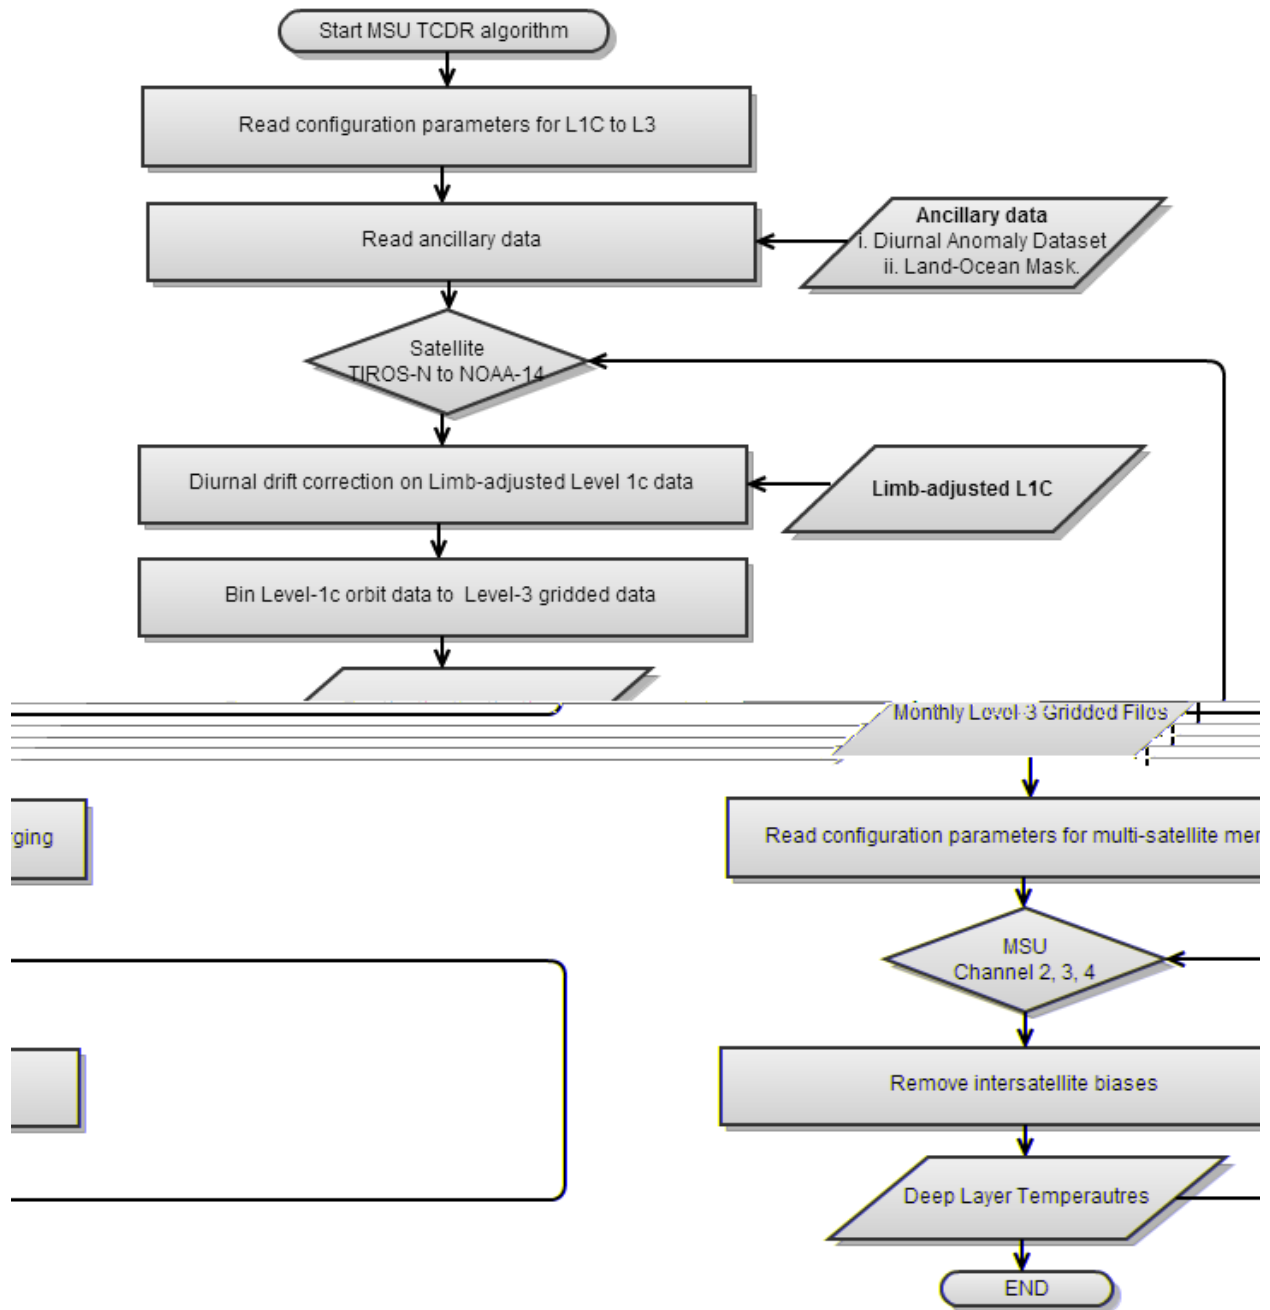 Start MSU TCDR algorithm
Read configuration parameters for L1C to L3
Read ancillary data
Ancillary data
i. Diurnal Anomaly Dataset
ii. Land-Ocean Mask.
Satellite
TIROS-N to NOAA-14
Diurnal drift correction on Limb-adjusted Level 1c data
Limb-adjusted L1C
Bin Level-1c orbit data to Level-3 gridded data
Monthly Level-3 Gridded Files
rging
Read configuration parameters for multi-satellite mer
MSU
Channel 2, 3, 4
Remove intersatellite biases
Deep Layer Temperautres
END